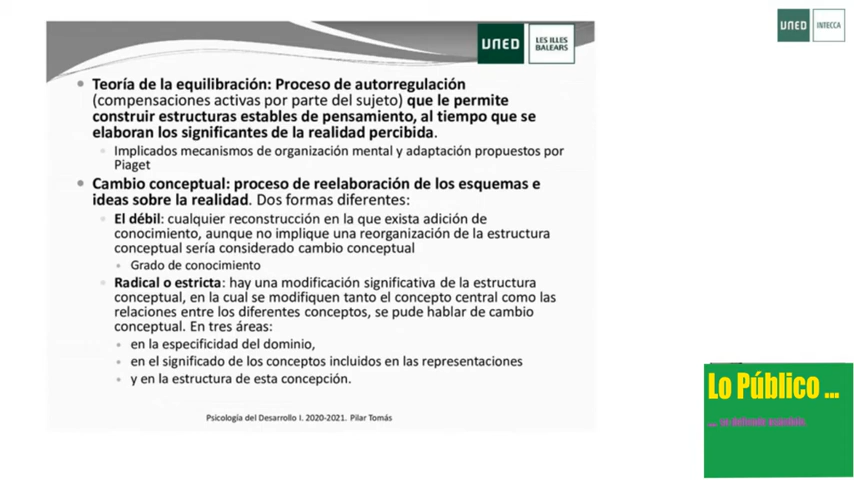 UNED
LES ILLES
BALEARS
UNED
INTECCA
Teoría de la equilibración: Proceso de autorregulación
(compensaciones activas por parte del sujeto) que le permite
construir estructuras estables de pensamiento, al tiempo que se
elaboran los significantes de la realidad percibida.
Implicados mecanismos de organización mental y adaptación propuestos por
Piaget
Cambio conceptual: proceso de reelaboración de los esquemas e
ideas sobre la realidad. Dos formas diferentes:
El débil: cualquier reconstrucción en la que exista adición de
conocimiento, aunque no implique una reorganización de la estructura
conceptual sería considerado cambio conceptual
Grado de conocimiento
Radical o estricta: hay una modificación significativa de la estructura
conceptual, en la cual se modifiquen tanto el concepto central como las
relaciones entre los diferentes conceptos, se pude hablar de cambio
conceptual. En tres áreas:
en la especificidad del dominio,
en el significado de los conceptos incluidos en las representaciones
y en la estructura de esta concepción.
Psicología del Desarrollo I. 2020-2021. Pilar Tomás
Lo Público ...